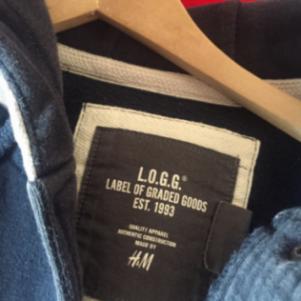 L.O.G.G.®
LABEL OF GRADED GOODS
EST. 1993
QUALITY APPAREL
AUTHENTIC CONSTRUCTION
MADE BY
H&M